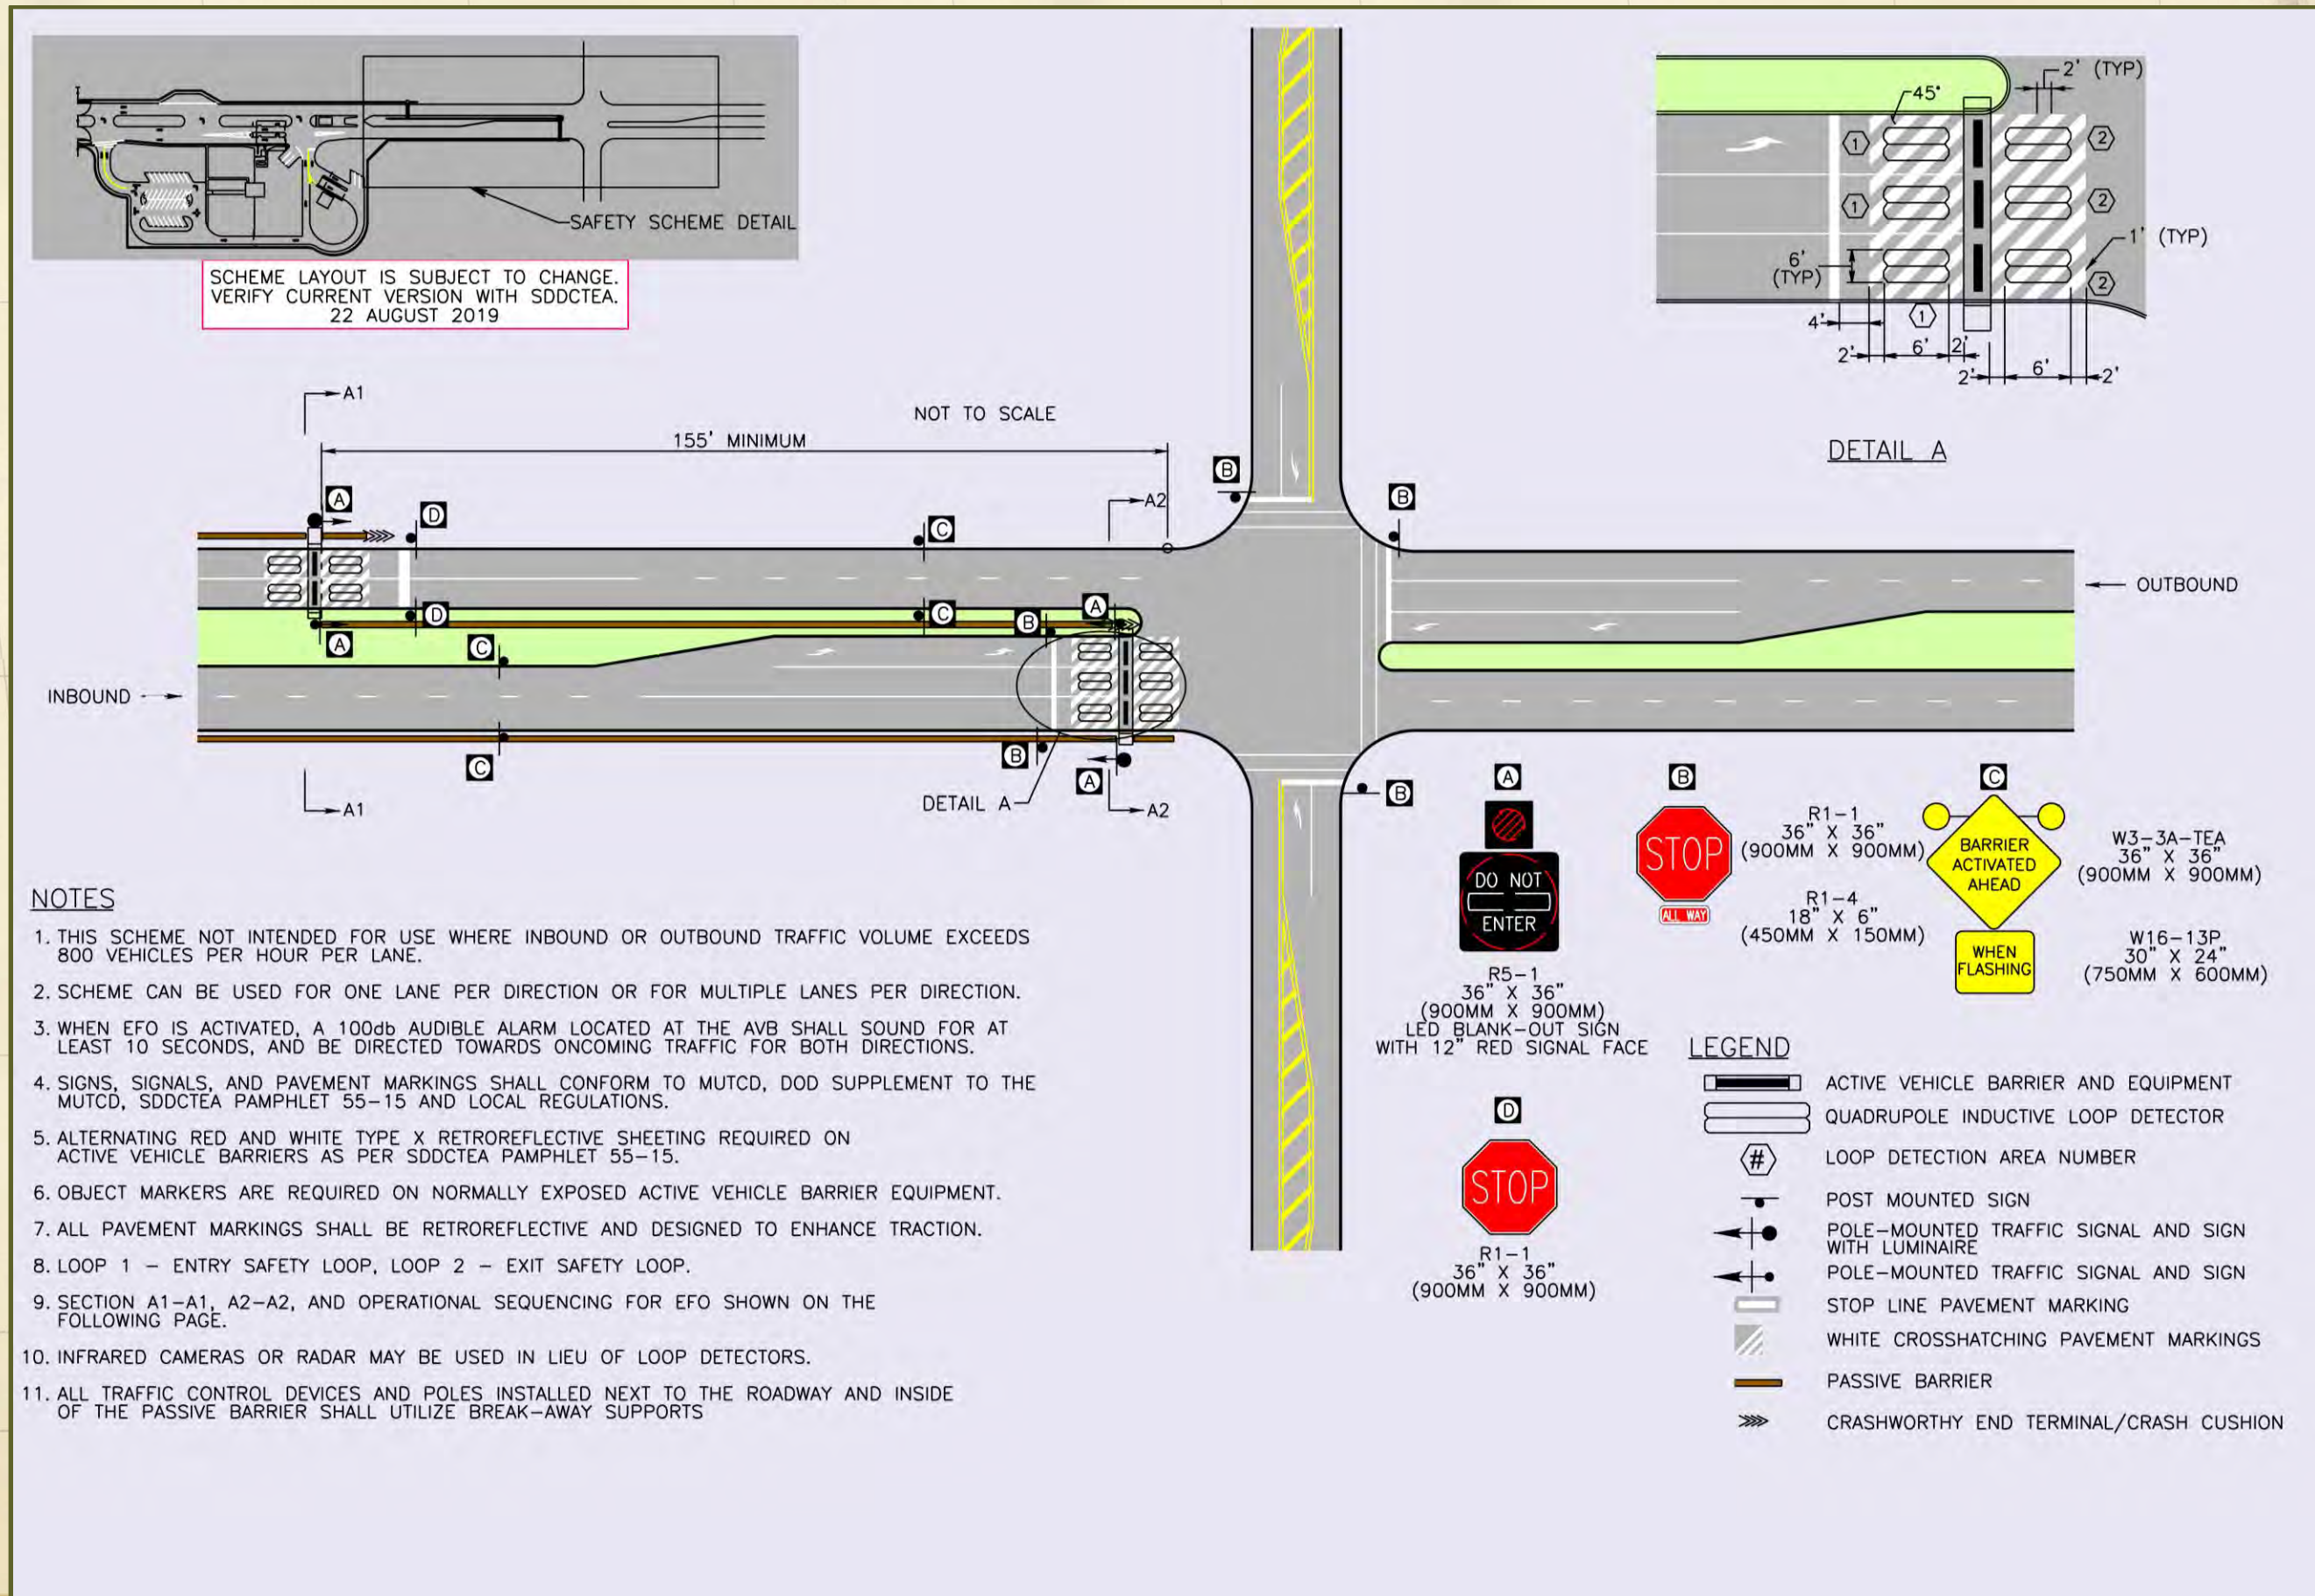 SAFETY SCHEME DETAIL
SCHEME LAYOUT IS SUBJECT TO CHANGE.
VERIFY CURRENT VERSION WITH SDDCTEA.
22 AUGUST 2019
2' (TYP)
45°
1
2
1
2
1' (TYP)
6'
(TYP)
2
4'
1
2'
6'
2'
2'
6'
2'
DETAIL A
A1
NOT TO SCALE
155' MINIMUM
A2
B
B
A
D
C
OUTBOUND
A
D
C
B
A
C
INBOUND
C
B
A
DETAIL A
A1
A2
B
A
DO NOT
ENTER
R5-1
36" X 36"
(900MM X 900MM)
LED BLANK-OUT SIGN
WITH 12" RED SIGNAL FACE
B
STOP
ALL WAY
R1-1
36" X 36"
(900MM X 900MM)
R1-4
18" X 6"
(450MM X 150MM)
C
BARRIER
ACTIVATED
AHEAD
WHEN
FLASHING
W3-3A-TEA
36" X 36"
(900MM X 900MM)
W16-13P
30" X 24"
(750MM X 600MM)
D
STOP
R1-1
36" X 36"
(900MM X 900MM)
NOTES
1. THIS SCHEME NOT INTENDED FOR USE WHERE INBOUND OR OUTBOUND TRAFFIC VOLUME EXCEEDS
800 VEHICLES PER HOUR PER LANE.
2. SCHEME CAN BE USED FOR ONE LANE PER DIRECTION OR FOR MULTIPLE LANES PER DIRECTION.
3. WHEN EFO IS ACTIVATED, A 100db AUDIBLE ALARM LOCATED AT THE AVB SHALL SOUND FOR AT
LEAST 10 SECONDS, AND BE DIRECTED TOWARDS ONCOMING TRAFFIC FOR BOTH DIRECTIONS.
4. SIGNS, SIGNALS, AND PAVEMENT MARKINGS SHALL CONFORM TO MUTCD, DOD SUPPLEMENT TO THE
MUTCD, SDDCTEA PAMPHLET 55-15 AND LOCAL REGULATIONS.
5. ALTERNATING RED AND WHITE TYPE X RETROREFLECTIVE SHEETING REQUIRED ON
ACTIVE VEHICLE BARRIERS AS PER SDDCTEA PAMPHLET 55-15.
6. OBJECT MARKERS ARE REQUIRED ON NORMALLY EXPOSED ACTIVE VEHICLE BARRIER EQUIPMENT.
7. ALL PAVEMENT MARKINGS SHALL BE RETROREFLECTIVE AND DESIGNED TO ENHANCE TRACTION.
8. LOOP 1 - ENTRY SAFETY LOOP, LOOP 2 - EXIT SAFETY LOOP.
9. SECTION A1-A1, A2-A2, AND OPERATIONAL SEQUENCING FOR EFO SHOWN ON THE
FOLLOWING PAGE.
10. INFRARED CAMERAS OR RADAR MAY BE USED IN LIEU OF LOOP DETECTORS.
11. ALL TRAFFIC CONTROL DEVICES AND POLES INSTALLED NEXT TO THE ROADWAY AND INSIDE
OF THE PASSIVE BARRIER SHALL UTILIZE BREAK-AWAY SUPPORTS
LEGEND
ACTIVE VEHICLE BARRIER AND EQUIPMENT
QUADRUPOLE INDUCTIVE LOOP DETECTOR
# LOOP DETECTION AREA NUMBER
POST MOUNTED SIGN
POLE-MOUNTED TRAFFIC SIGNAL AND SIGN
WITH LUMINAIRE
POLE-MOUNTED TRAFFIC SIGNAL AND SIGN
STOP LINE PAVEMENT MARKING
WHITE CROSSHATCHING PAVEMENT MARKINGS
PASSIVE BARRIER
CRASHWORTHY END TERMINAL/CRASH CUSHION